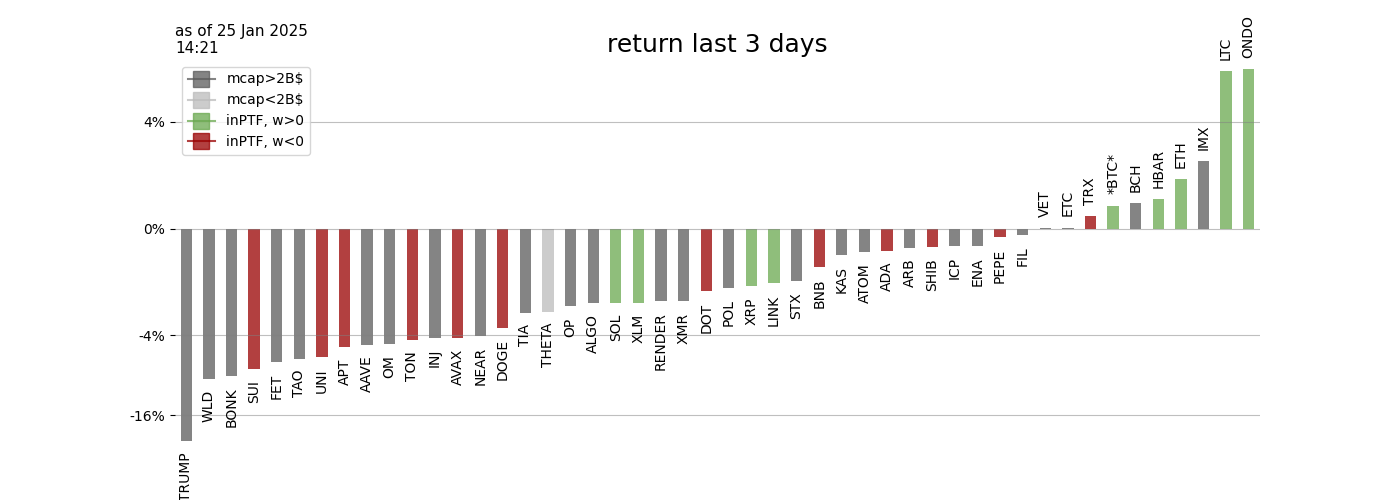 as of 25 Jan 2025
14:21
return last 3 days
mcap>2B$
mcap<2B$
inPTF, w>0
inPTF, w<0
4%
0%
-4%
-16%
TRUMP
WLD
BONK
SUI
FET
TAO
UNI
APT
AAVE
OM
TON
INJ
AVAX
NEAR
DOGE
TIA
THETA
OP
ALGO
SOL
XLM
RENDER
XMR
DOT
POL
XRP
LINK
STX
BNB
KAS
ATOM
ADA
ARB
SHIB
ICP
ENA
PEPE
FIL
VET
ETC
TRX
*BTC*
BCH
HBAR
ETH
IMX
LTC
ONDO